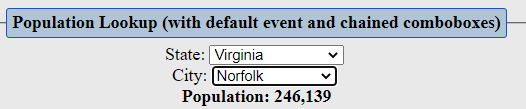 Population Lookup (with default event and chained comboboxes)
State: Virginia
City: Norfolk
Population: 246,139